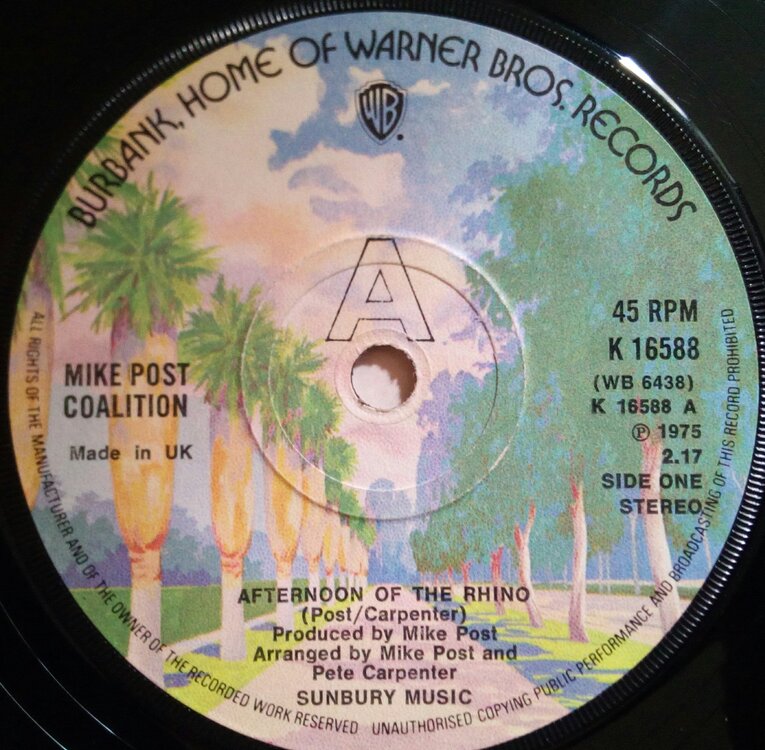 BURBANK, HOME OF WARNER BROS. RECORDS
WB
A
MIKE POST
COALITION
Made in UK
45 RPM
K 16588
(WB 6438)
K 16588 A
℗ 1975
2.17
SIDE ONE
STEREO
AFTERNOON OF THE RHINO
(Post/Carpenter)
Produced by Mike Post
Arranged by Mike Post and
Pete Carpenter
SUNBURY MUSIC
ALL RIGHTS OF THE MANUFACTURER AND OF THE OWNER OF THE RECORDED WORK RESERVED UNAUTHORISED COPYING PUBLIC PERFORMANCE AND BROADCASTING OF THIS RECORD PROHIBITED